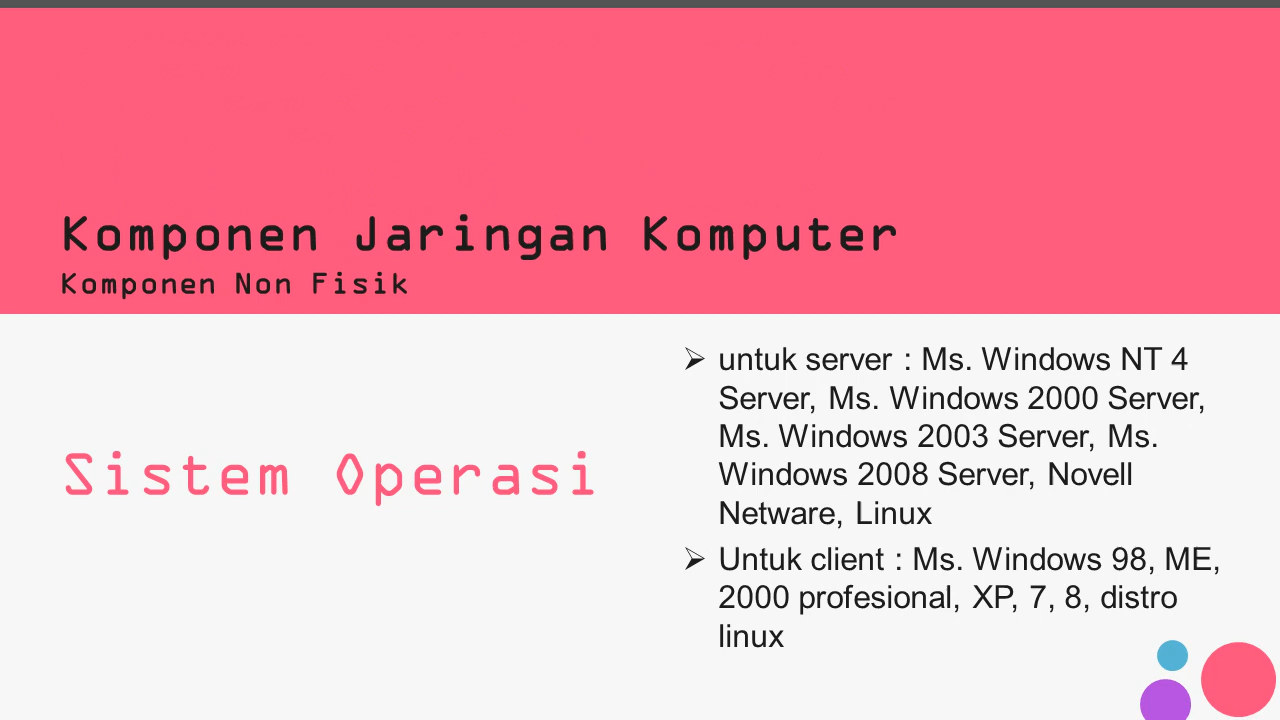 Komponen Jaringan Komputer
Komponen Non Fisik
Sistem Operasi
➢ untuk server : Ms. Windows NT 4
Server, Ms. Windows 2000 Server,
Ms. Windows 2003 Server, Ms.
Windows 2008 Server, Novell
Netware, Linux
➢ Untuk client : Ms. Windows 98, ME,
2000 profesional, XP, 7, 8, distro
linux